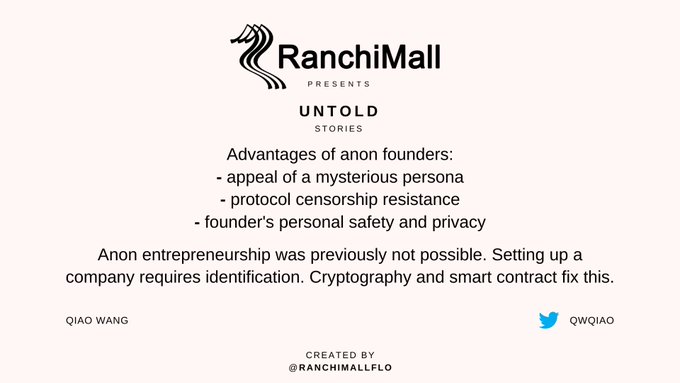 RanchiMall
PRESENTS
UNTOLD
STORIES
Advantages of anon founders:
- appeal of a mysterious persona
- protocol censorship resistance
- founder's personal safety and privacy
Anon entrepreneurship was previously not possible. Setting up a
company requires identification. Cryptography and smart contract fix this.
QIAO WANG
QWQIAO
CREATED BY
@RANCHIMALLFLO